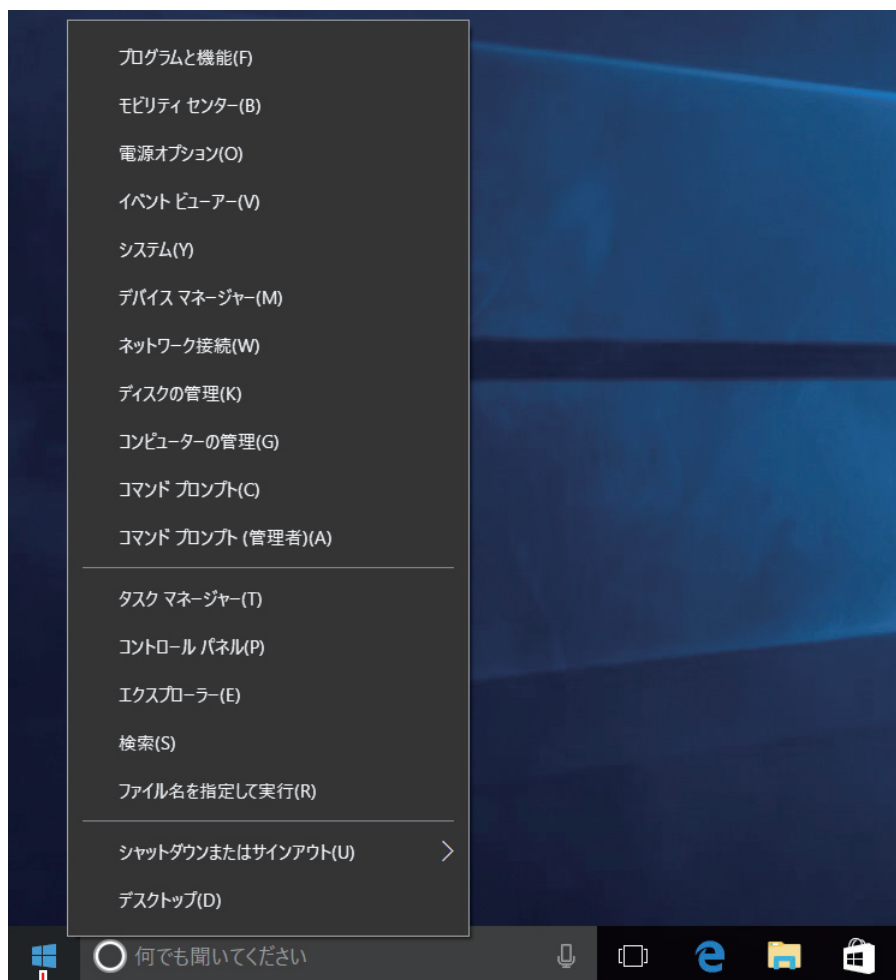 プログラムと機能(F)
モビリティ センター(B)
電源オプション(O)
イベント ビューアー(V)
システム(Y)
デバイス マネージャー(M)
ネットワーク接続(W)
ディスクの管理(K)
コンピューターの管理(G)
コマンド プロンプト(C)
コマンド プロンプト (管理者)(A)
タスク マネージャー(T)
コントロール パネル(P)
エクスプローラー(E)
検索(S)
ファイル名を指定して実行(R)
シャットダウンまたはサインアウト(U)
デスクトップ(D)
何でも聞いてください